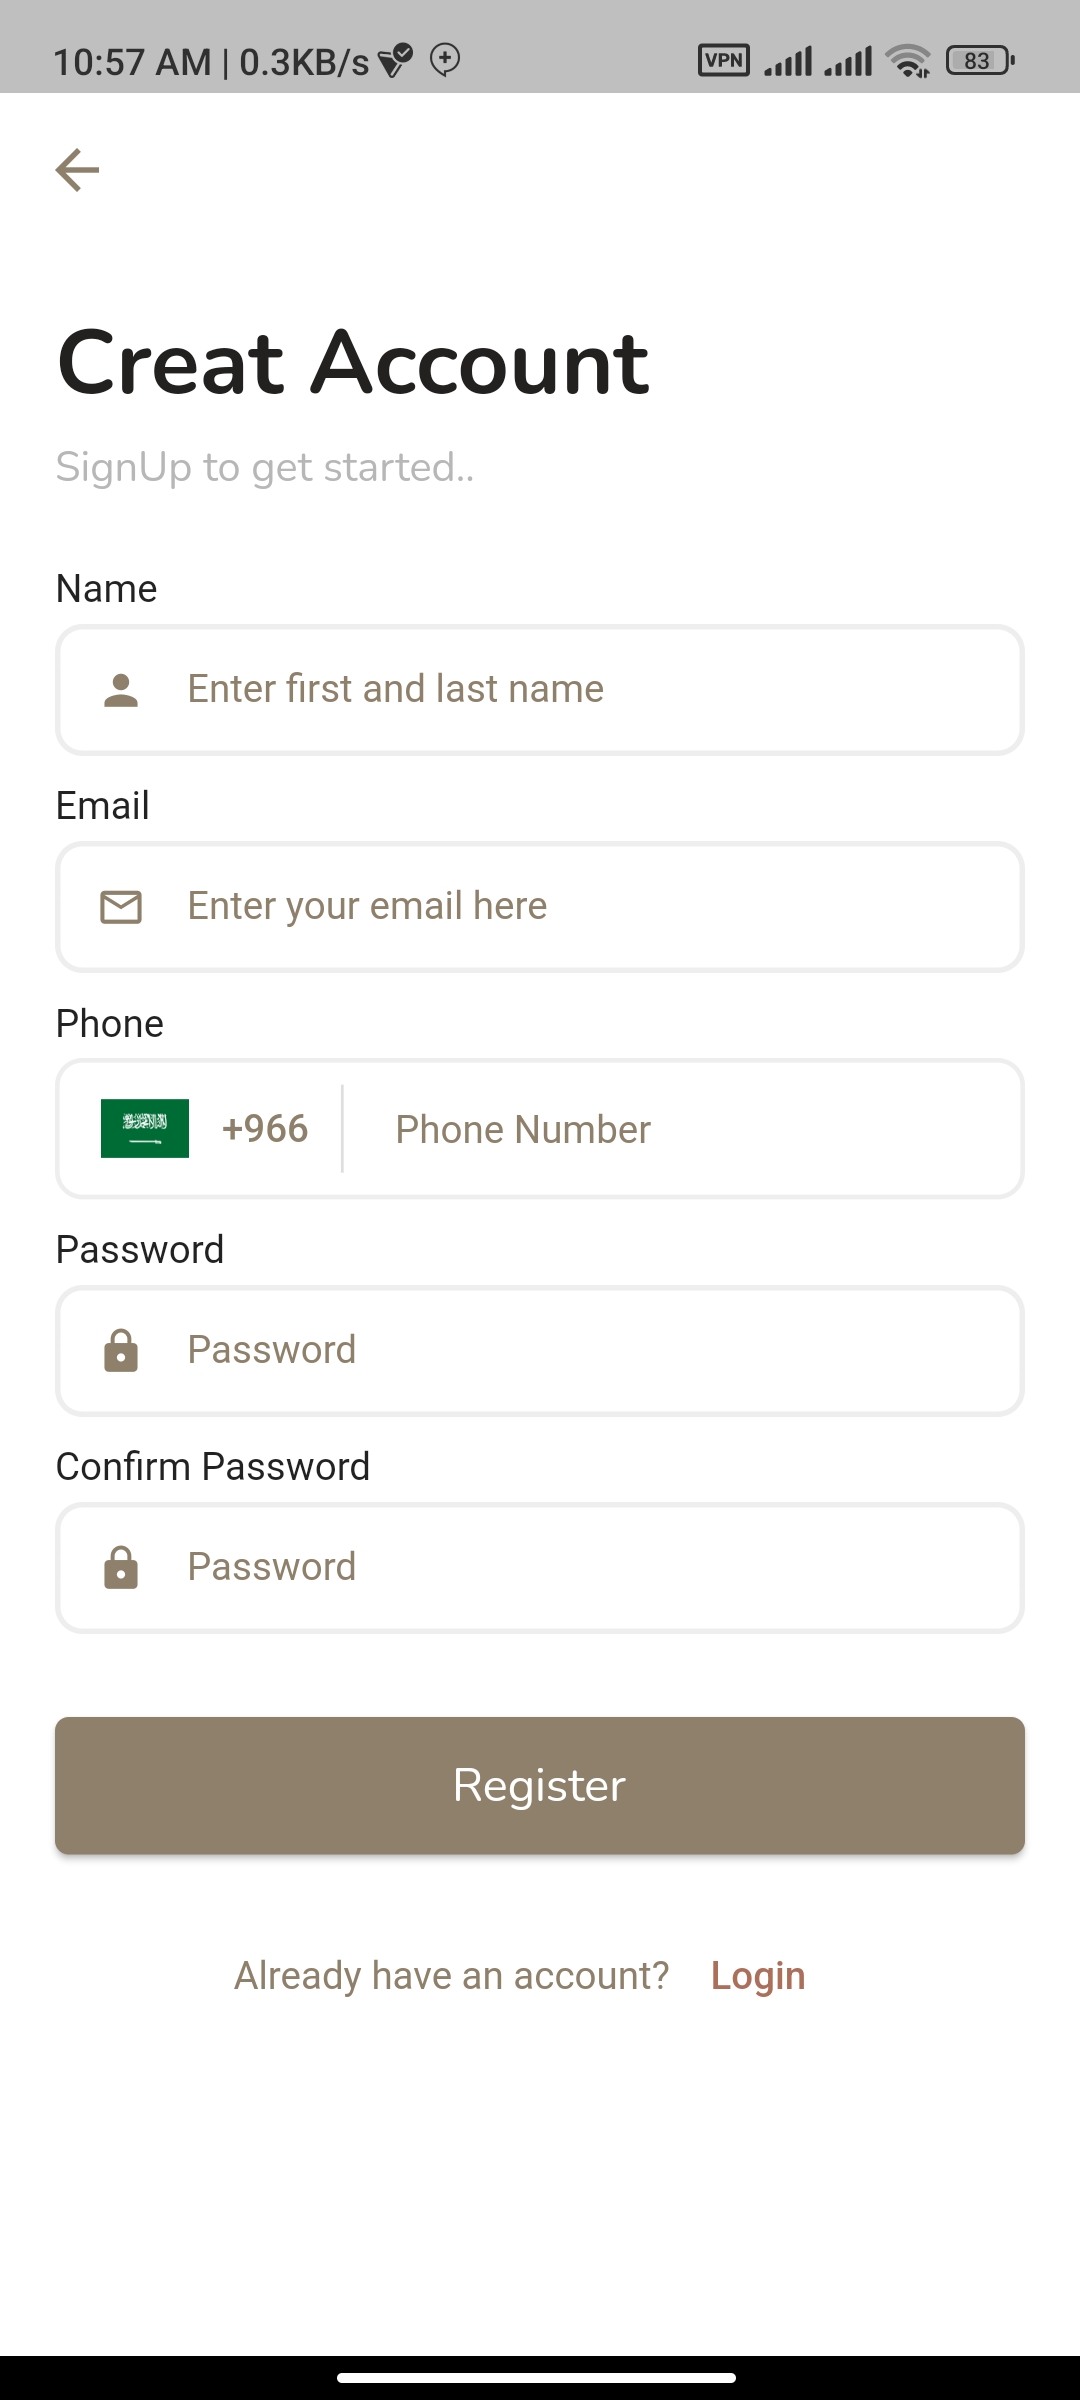 10:57 AM | 0.3KB/s VPN 83
Creat Account
SignUp to get started..
Name
Enter first and last name
Email
Enter your email here
Phone
+966 Phone Number
Password
Password
Confirm Password
Password
Register
Already have an account? Login